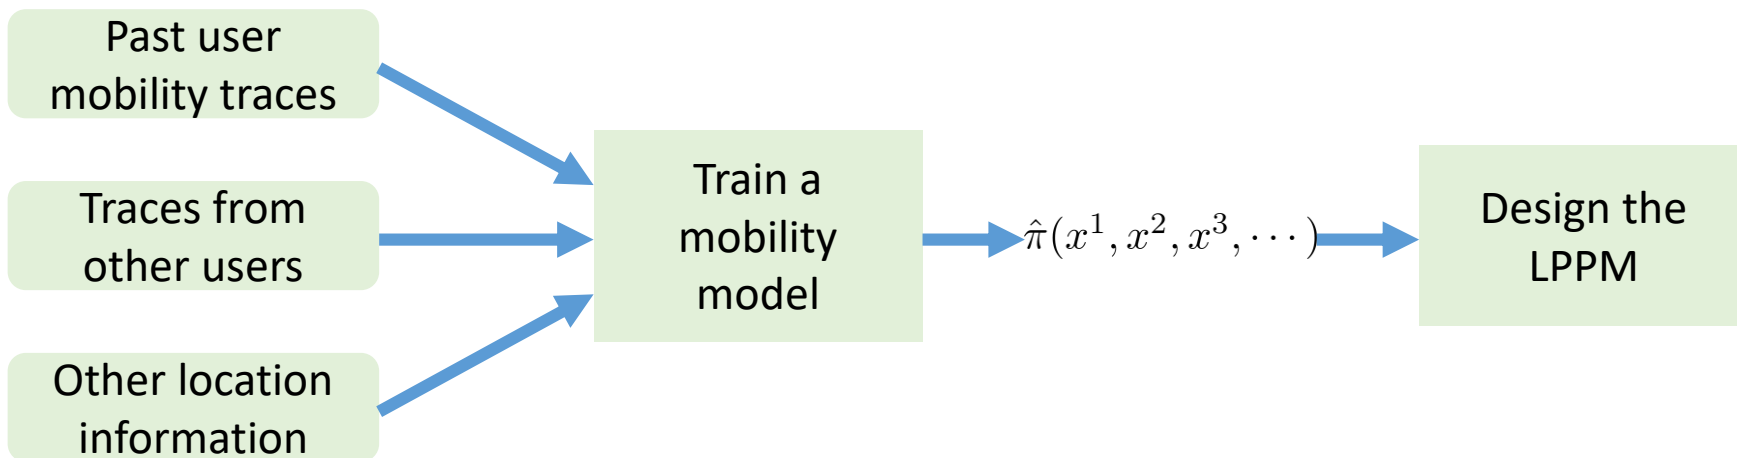 Past user
mobility traces
Traces from
other users
Other location
information
Train a
mobility
model
π̂(x¹, x², x³, ⋯)
Design the
LPPM